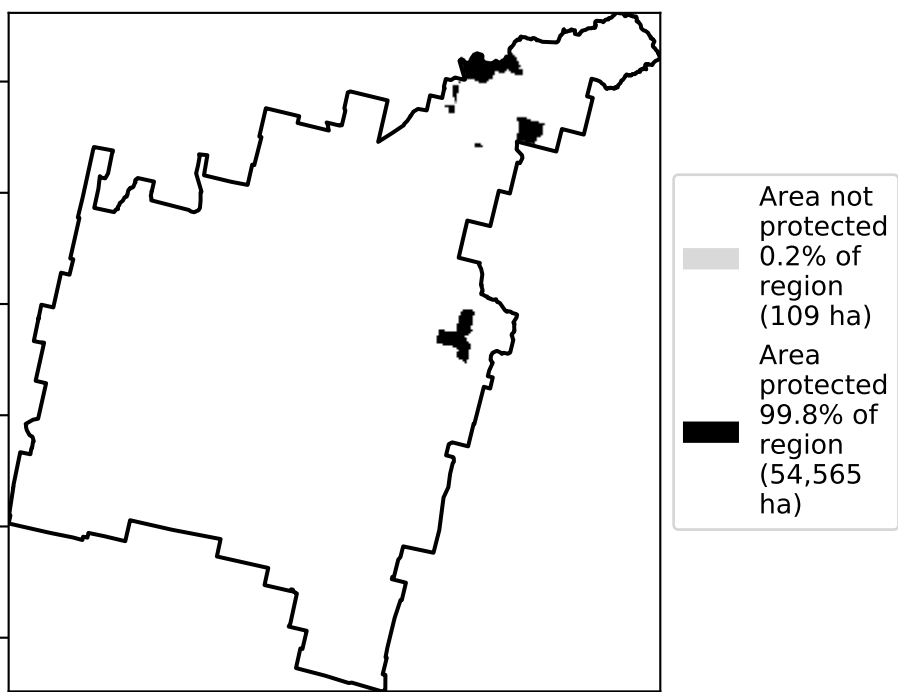 Area not
protected
0.2% of
region
(109 ha)
Area
protected
99.8% of
region
(54,565
ha)